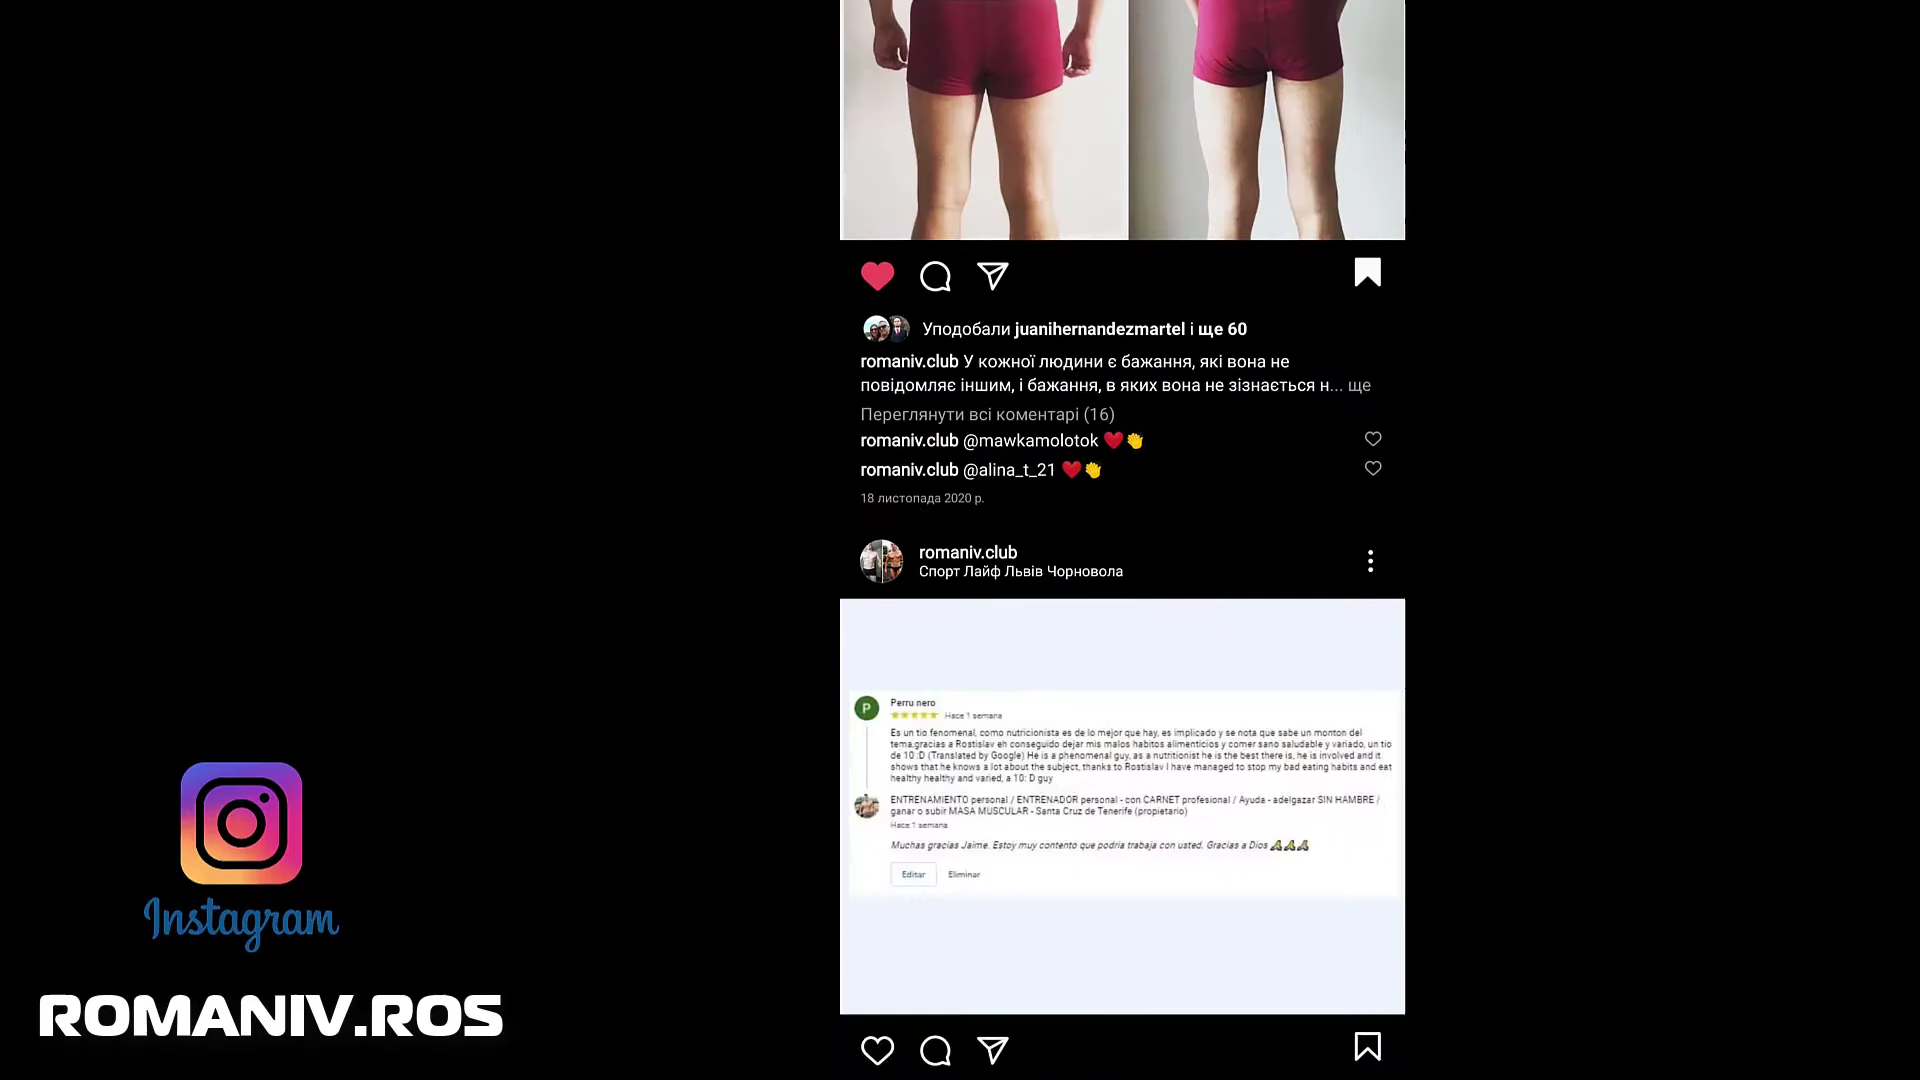 Уподобали juanihernandezmartel і ще 60
romaniv.club У кожної людини є бажання, які вона не
повідомляє іншим, і бажання, в яких вона не зізнається н... ще
Переглянути всі коментарі (16)
romaniv.club @mawkamolotok ❤️👏
romaniv.club @alina_t_21 ❤️👏
18 листопада 2020 р.
romaniv.club
Спорт Лайф Львів Чорновола
P
Perru nero
Hace 1 semana
Es un tio fenomenal, como nutricionista es de lo mejor que hay, es implicado y se nota que sabe un monton del
tema,gracias a Rostislav eh conseguido dejar mis malos habitos alimenticios y comer sano saludable y variado, un tio
de 10 :D (Translated by Google) He is a phenomenal guy, as a nutritionist he is the best there is, he is involved and it
shows that he knows a lot about the subject, thanks to Rostislav I have managed to stop my bad eating habits and eat
healthy healthy and varied, a 10: D guy
ENTRENAMIENTO personal / ENTRENADOR personal - con CARNET profesional / Ayuda - adelgazar SIN HAMBRE /
ganar o subir MASA MUSCULAR - Santa Cruz de Tenerife (propietario)
Hace 1 semana
Muchas gracias Jaime. Estoy muy contento que podria trabaja con usted. Gracias a Dios 🙏🙏🙏
Editar Eliminar
Instagram
ROMANIV.ROS